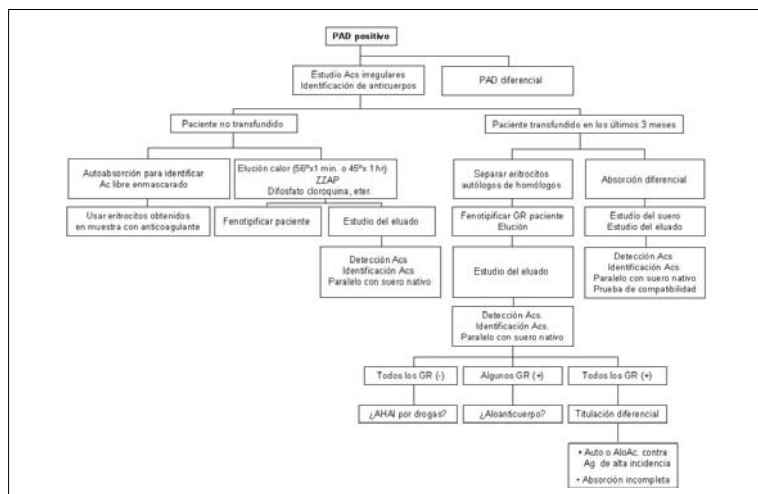 PAD positivo
Estudio Acs irregulares
Identificación de anticuerpos
PAD diferencial
Paciente no transfundido
Paciente transfundido en los últimos 3 meses
Autoabsorción para identificar
Ac libre enmascarado
Elución calor (56ºx1 min. o 45ºx 1 hr)
ZZAP
Difosfato cloroquina, eter.
Separar eritrocitos
autólogos de homólogos
Absorción diferencial
Usar eritrocitos obtenidos
en muestra con anticoagulante
Fenotipificar paciente
Estudio del eluado
Fenotipificar GR paciente
Elución
Estudio del suero
Estudio del eluado
Detección Acs
Identificación Acs
Paralelo con suero nativo
Estudio del eluado
Detección Acs
Identificación Acs
Paralelo con suero nativo
Prueba de compatibilidad
Detección Acs.
Identificación Acs.
Paralelo con suero nativo
Todos los GR (-)
Algunos GR (+)
Todos los GR (+)
¿AHAI por drogas?
¿Aloanticuerpo?
Titulación diferencial
• Auto o AloAc. contra
Ag. de alta incidencia
• Absorción incompleta